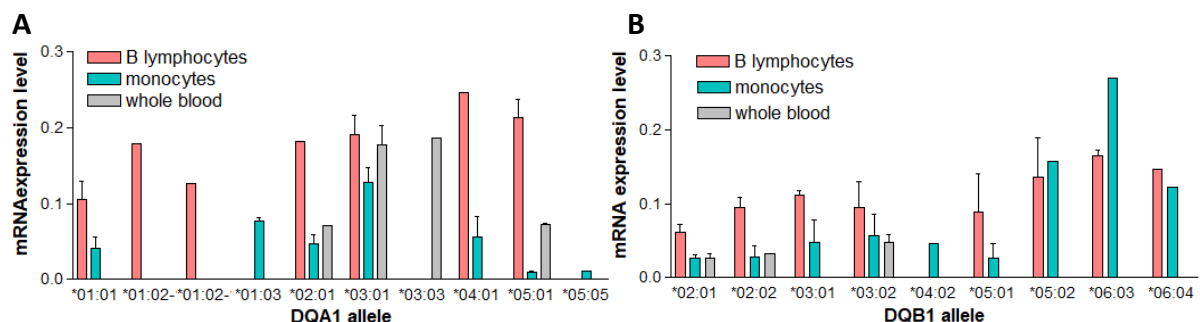 A
mRNAexpression level
0.3
0.2
0.1
0.0
B lymphocytes
monocytes
whole blood
*01:01 *01:02- *01:02- *01:03 *02:01 *03:01 *03:03 *04:01 *05:01 *05:05
DQA1 allele
B
mRNA expression level
0.3
0.2
0.1
0.0
B lymphocytes
monocytes
whole blood
*02:01 *02:02 *03:01 *03:02 *04:02 *05:01 *05:02 *06:03 *06:04
DQB1 allele